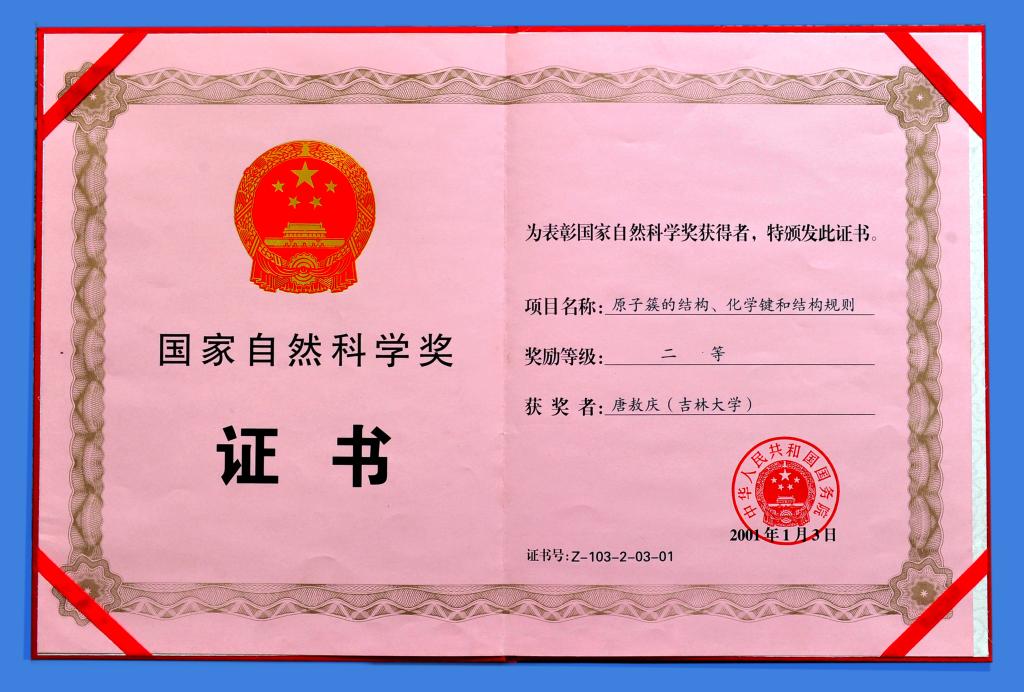 国家自然科学奖
证书
为表彰国家自然科学奖获得者，特颁发此证书。
项目名称：原子簇的结构、化学键和结构规则
奖励等级：二等
获奖者：唐敖庆（吉林大学）
中华人民共和国国务院
2001年1月3日
证书号：Z-103-2-03-01